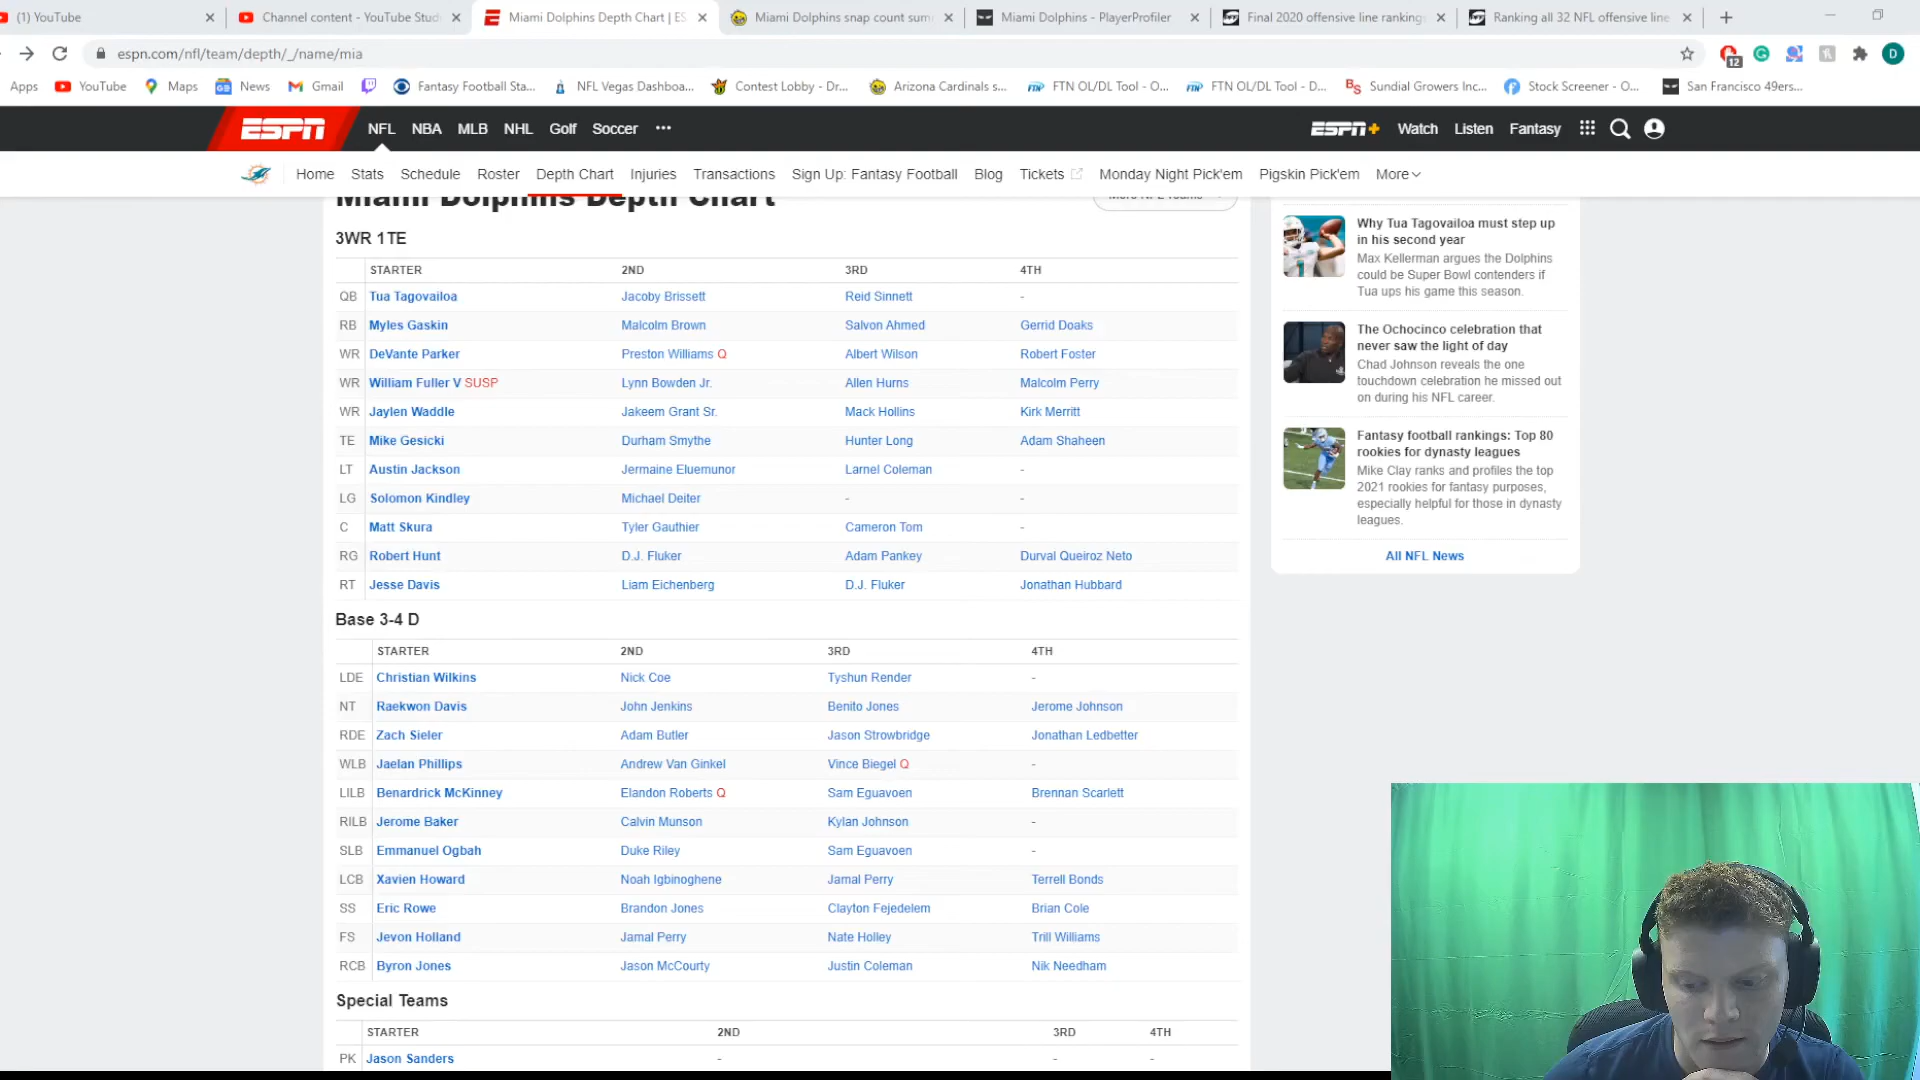 (1) YouTube
Channel content - YouTube Stud
Miami Dolphins Depth Chart | ES
Miami Dolphins snap count sum
Miami Dolphins - PlayerProfiler
Final 2020 offensive line ranking
Ranking all 32 NFL offensive line
espn.com/nfl/team/depth/_/name/mia
12
D
Apps YouTube Maps News Gmail Fantasy Football Sta... NFL Vegas Dashboa... Contest Lobby - Dr... Arizona Cardinals s... FTN OL/DL Tool - O... FTN OL/DL Tool - D... Sundial Growers Inc... Stock Screener - O... San Francisco 49ers...
ESPN NFL NBA MLB NHL Golf Soccer ••• ESPN+ Watch Listen Fantasy
Home Stats Schedule Roster Depth Chart Injuries Transactions Sign Up: Fantasy Football Blog Tickets Monday Night Pick'em Pigskin Pick'em More
Miami Dolphins Depth Chart
More NFL Teams
3WR 1TE
STARTER 2ND 3RD 4TH
QB Tua Tagovailoa Jacoby Brissett Reid Sinnett -
RB Myles Gaskin Malcolm Brown Salvon Ahmed Gerrid Doaks
WR DeVante Parker Preston Williams Q Albert Wilson Robert Foster
WR William Fuller V SUSP Lynn Bowden Jr. Allen Hurns Malcolm Perry
WR Jaylen Waddle Jakeem Grant Sr. Mack Hollins Kirk Merritt
TE Mike Gesicki Durham Smythe Hunter Long Adam Shaheen
LT Austin Jackson Jermaine Eluemunor Larnel Coleman -
LG Solomon Kindley Michael Deiter - -
C Matt Skura Tyler Gauthier Cameron Tom -
RG Robert Hunt D.J. Fluker Adam Pankey Durval Queiroz Neto
RT Jesse Davis Liam Eichenberg D.J. Fluker Jonathan Hubbard
Base 3-4 D
STARTER 2ND 3RD 4TH
LDE Christian Wilkins Nick Coe Tyshun Render -
NT Raekwon Davis John Jenkins Benito Jones Jerome Johnson
RDE Zach Sieler Adam Butler Jason Strowbridge Jonathan Ledbetter
WLB Jaelan Phillips Andrew Van Ginkel Vince Biegel Q -
LILB Benardrick McKinney Elandon Roberts Q Sam Eguavoen Brennan Scarlett
RILB Jerome Baker Calvin Munson Kylan Johnson -
SLB Emmanuel Ogbah Duke Riley Sam Eguavoen -
LCB Xavien Howard Noah Igbinoghene Jamal Perry Terrell Bonds
SS Eric Rowe Brandon Jones Clayton Fejedelem Brian Cole
FS Jevon Holland Jamal Perry Nate Holley Trill Williams
RCB Byron Jones Jason McCourty Justin Coleman Nik Needham
Special Teams
STARTER 2ND 3RD 4TH
PK Jason Sanders - - -
Why Tua Tagovailoa must step up
in his second year
Max Kellerman argues the Dolphins
could be Super Bowl contenders if
Tua ups his game this season.
The Ochocinco celebration that
never saw the light of day
Chad Johnson reveals the one
touchdown celebration he missed out
on during his NFL career.
Fantasy football rankings: Top 80
rookies for dynasty leagues
Mike Clay ranks and profiles the top
2021 rookies for fantasy purposes,
especially helpful for those in dynasty
leagues.
All NFL News